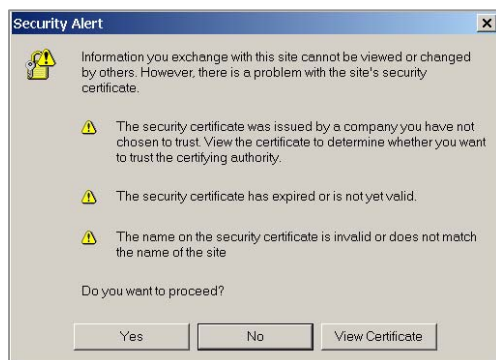 Security Alert
Information you exchange with this site cannot be viewed or changed
by others. However, there is a problem with the site's security
certificate.
The security certificate was issued by a company you have not
chosen to trust. View the certificate to determine whether you want
to trust the certifying authority.
The security certificate has expired or is not yet valid.
The name on the security certificate is invalid or does not match
the name of the site
Do you want to proceed?
Yes No View Certificate